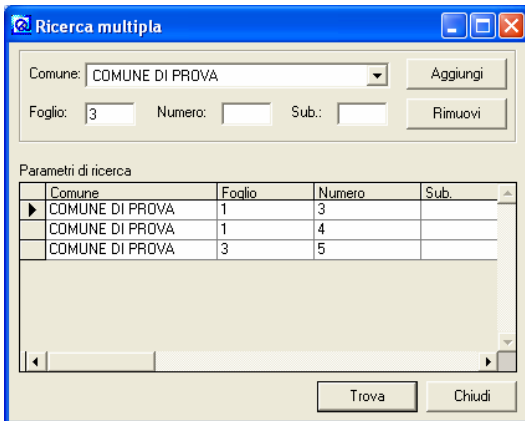 Ricerca multipla
Comune: COMUNE DI PROVA Aggiungi
Foglio: 3 Numero: Sub.: Rimuovi
Parametri di ricerca
Comune Foglio Numero Sub.
COMUNE DI PROVA 1 3
COMUNE DI PROVA 1 4
COMUNE DI PROVA 3 5
Trova Chiudi